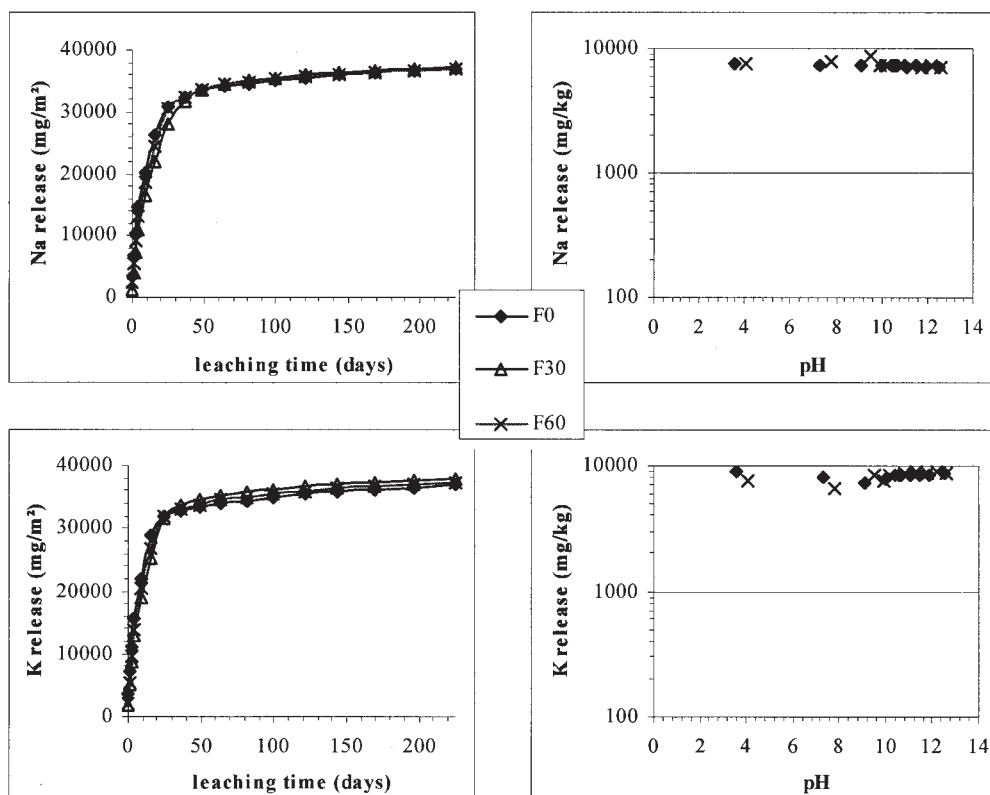 Na release (mg/m²)
40000
30000
20000
10000
0
0 50 100 150 200
leaching time (days)
Na release (mg/kg)
10000
1000
100
0 2 4 6 8 10 12 14
pH
F0
F30
F60
K release (mg/m²)
40000
30000
20000
10000
0
0 50 100 150 200
leaching time (days)
K release (mg/kg)
10000
1000
100
0 2 4 6 8 10 12 14
pH